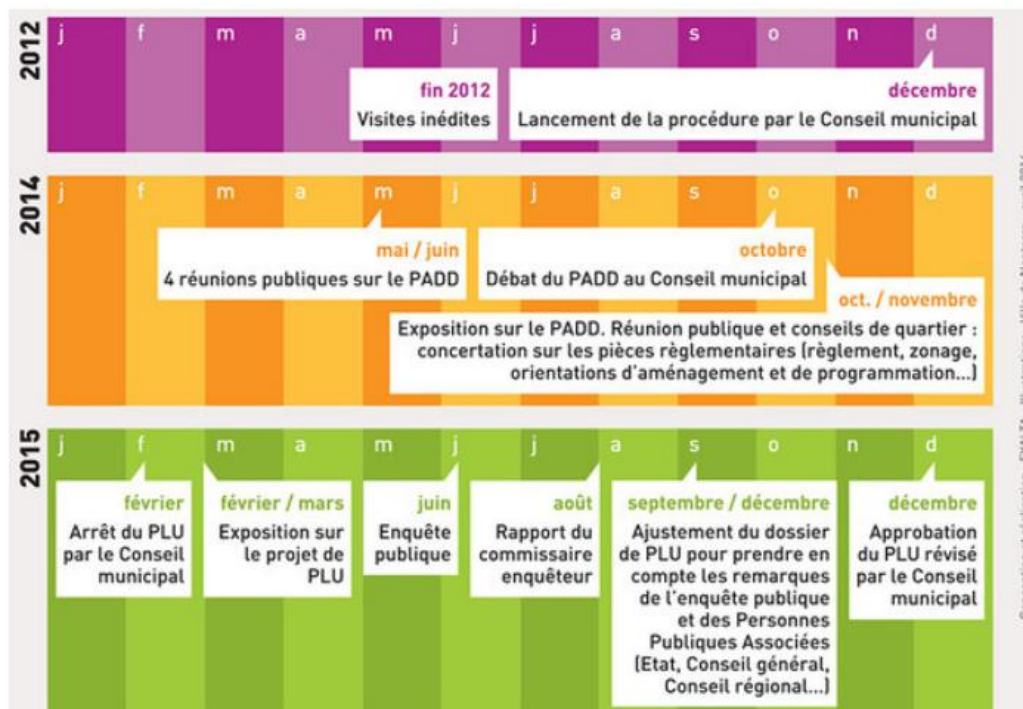 2012
j f m a m j j a s o n d
fin 2012
Visites inédites
décembre
Lancement de la procédure par le Conseil municipal
2014
j f m a m j j a s o n d
mai / juin
4 réunions publiques sur le PADD
octobre
Débat du PADD au Conseil municipal
oct. / novembre
Exposition sur le PADD. Réunion publique et conseils de quartier :
concertation sur les pièces règlementaires (règlement, zonage,
orientations d'aménagement et de programmation...)
2015
j f m a m j j a s o n d
février
Arrêt du PLU
par le Conseil
municipal
février / mars
Exposition sur
le projet de
PLU
juin
Enquête
publique
août
Rapport du
commissaire
enquêteur
septembre / décembre
Ajustement du dossier
de PLU pour prendre en
compte les remarques
de l'enquête publique
et des Personnes
Publiques Associées
(Etat, Conseil général,
Conseil régional...)
décembre
Approbation
du PLU révisé
par le Conseil
municipal